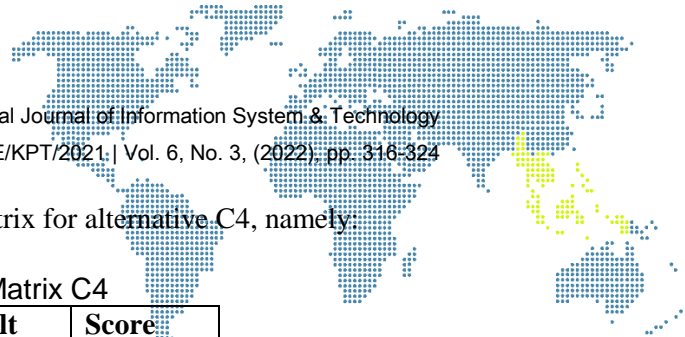 al Journal of Information System & Technology
E/KPT/2021 | Vol. 6, No. 3, (2022), pp. 316-324
trix for alternative C4, namely:
Matrix C4
lt Score